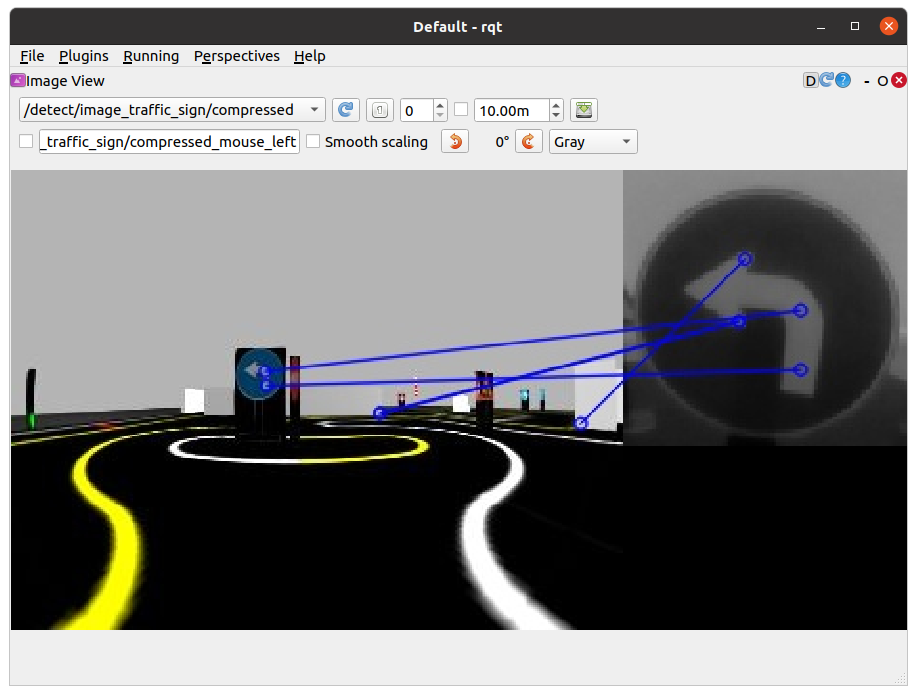 Default - rqt
File Plugins Running Perspectives Help
Image View D ? - O
/detect/image_traffic_sign/compressed 0 10.00m
_traffic_sign/compressed_mouse_left Smooth scaling 0° Gray